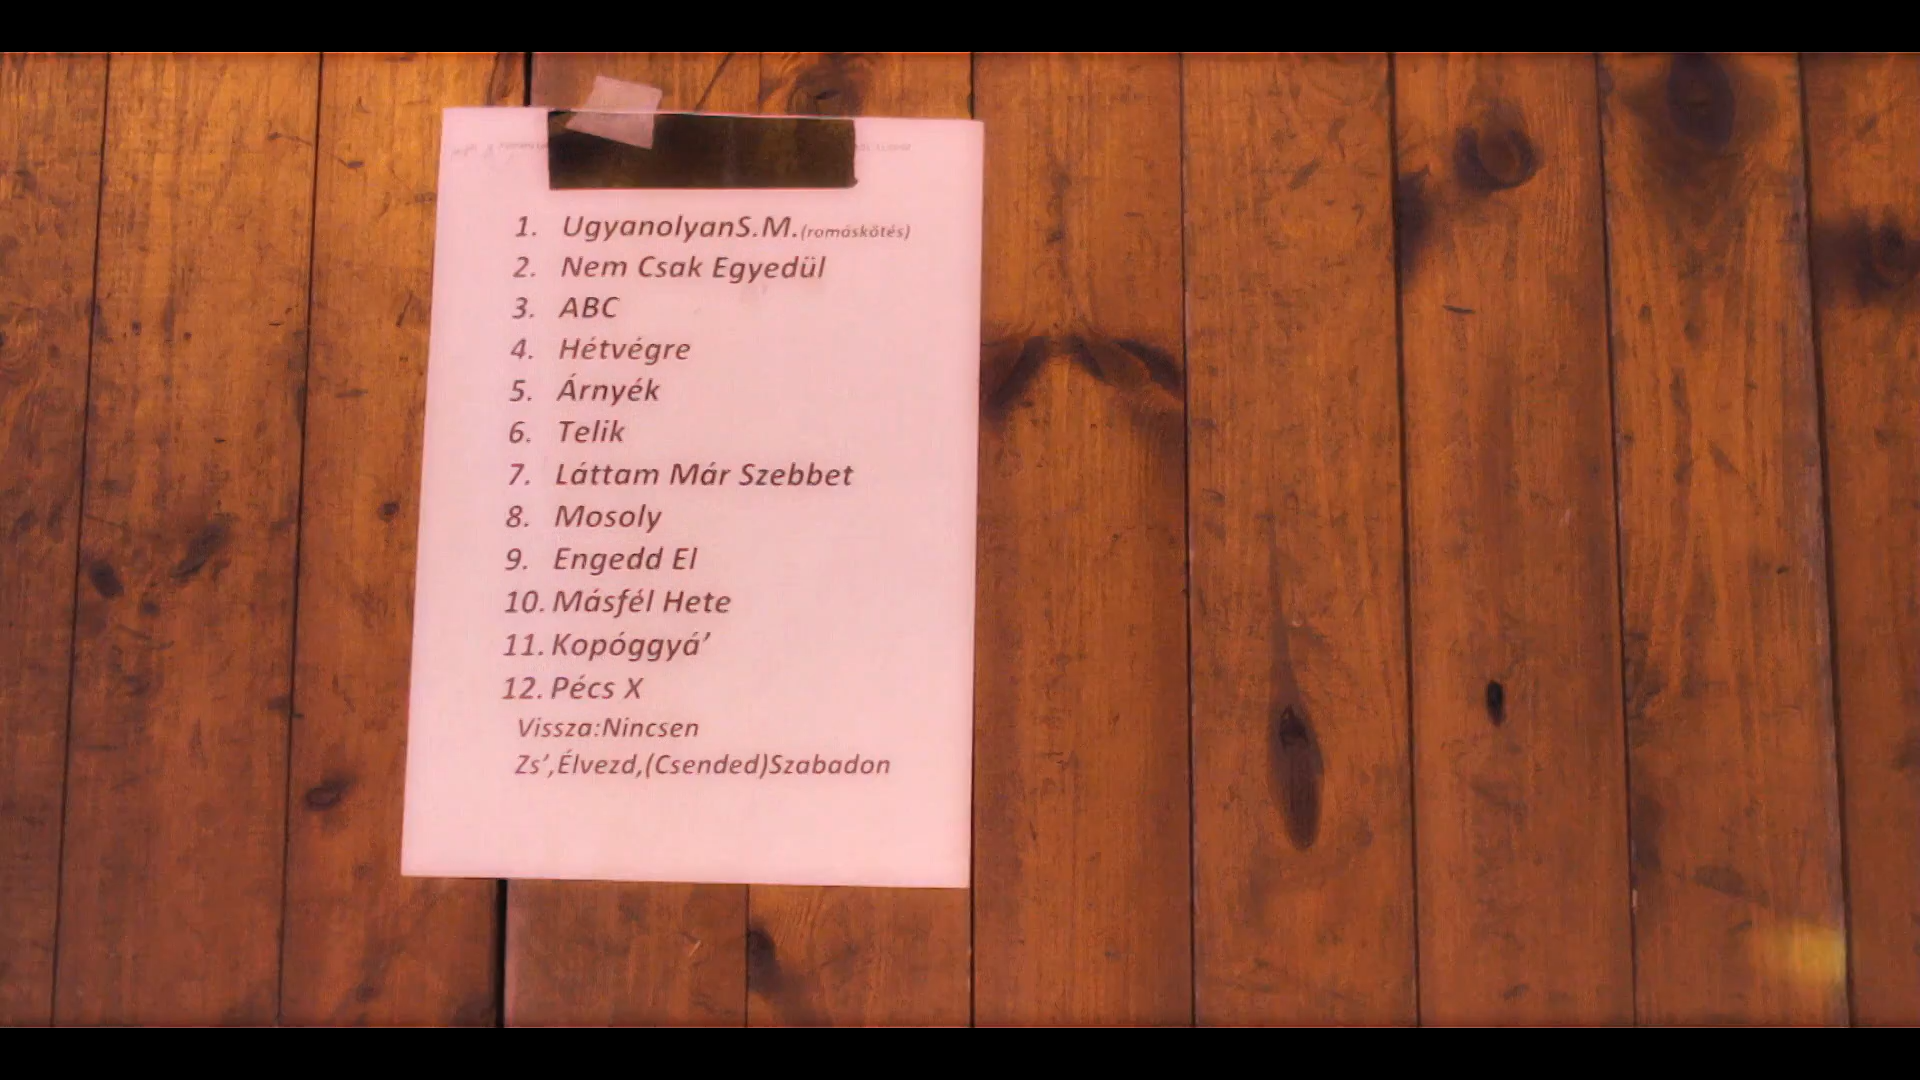 1. UgyanolyanS.M.(romáskötés)
2. Nem Csak Egyedül
3. ABC
4. Hétvégre
5. Árnyék
6. Telik
7. Láttam Már Szebbet
8. Mosoly
9. Engedd El
10. Másfél Hete
11. Kopóggyá’
12. Pécs X
Vissza:Nincsen
Zs’,Élvezd,(Csended)Szabadon